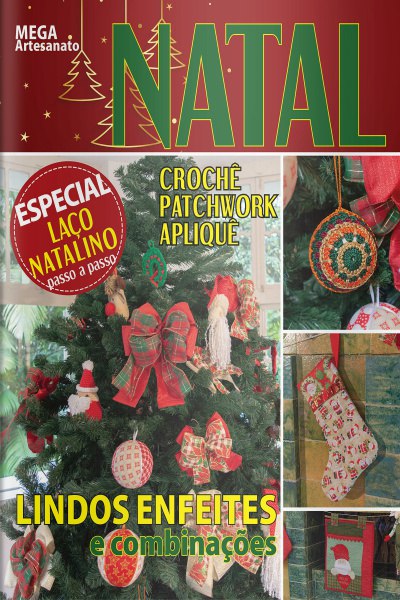 MEGA
Artesanato
NATAL
ESPECIAL
LAÇO
NATALINO
passo a passo
CROCHÊ
PATCHWORK
APLIQUÊ
LINDOS ENFEITES
e combinações